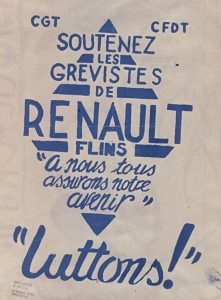 CGT CFDT
SOUTENEZ
LES
GRÉVISTES
DE
RENAULT
FLINS
"A nous tous
assurons notre
avenir"
"luttons!"